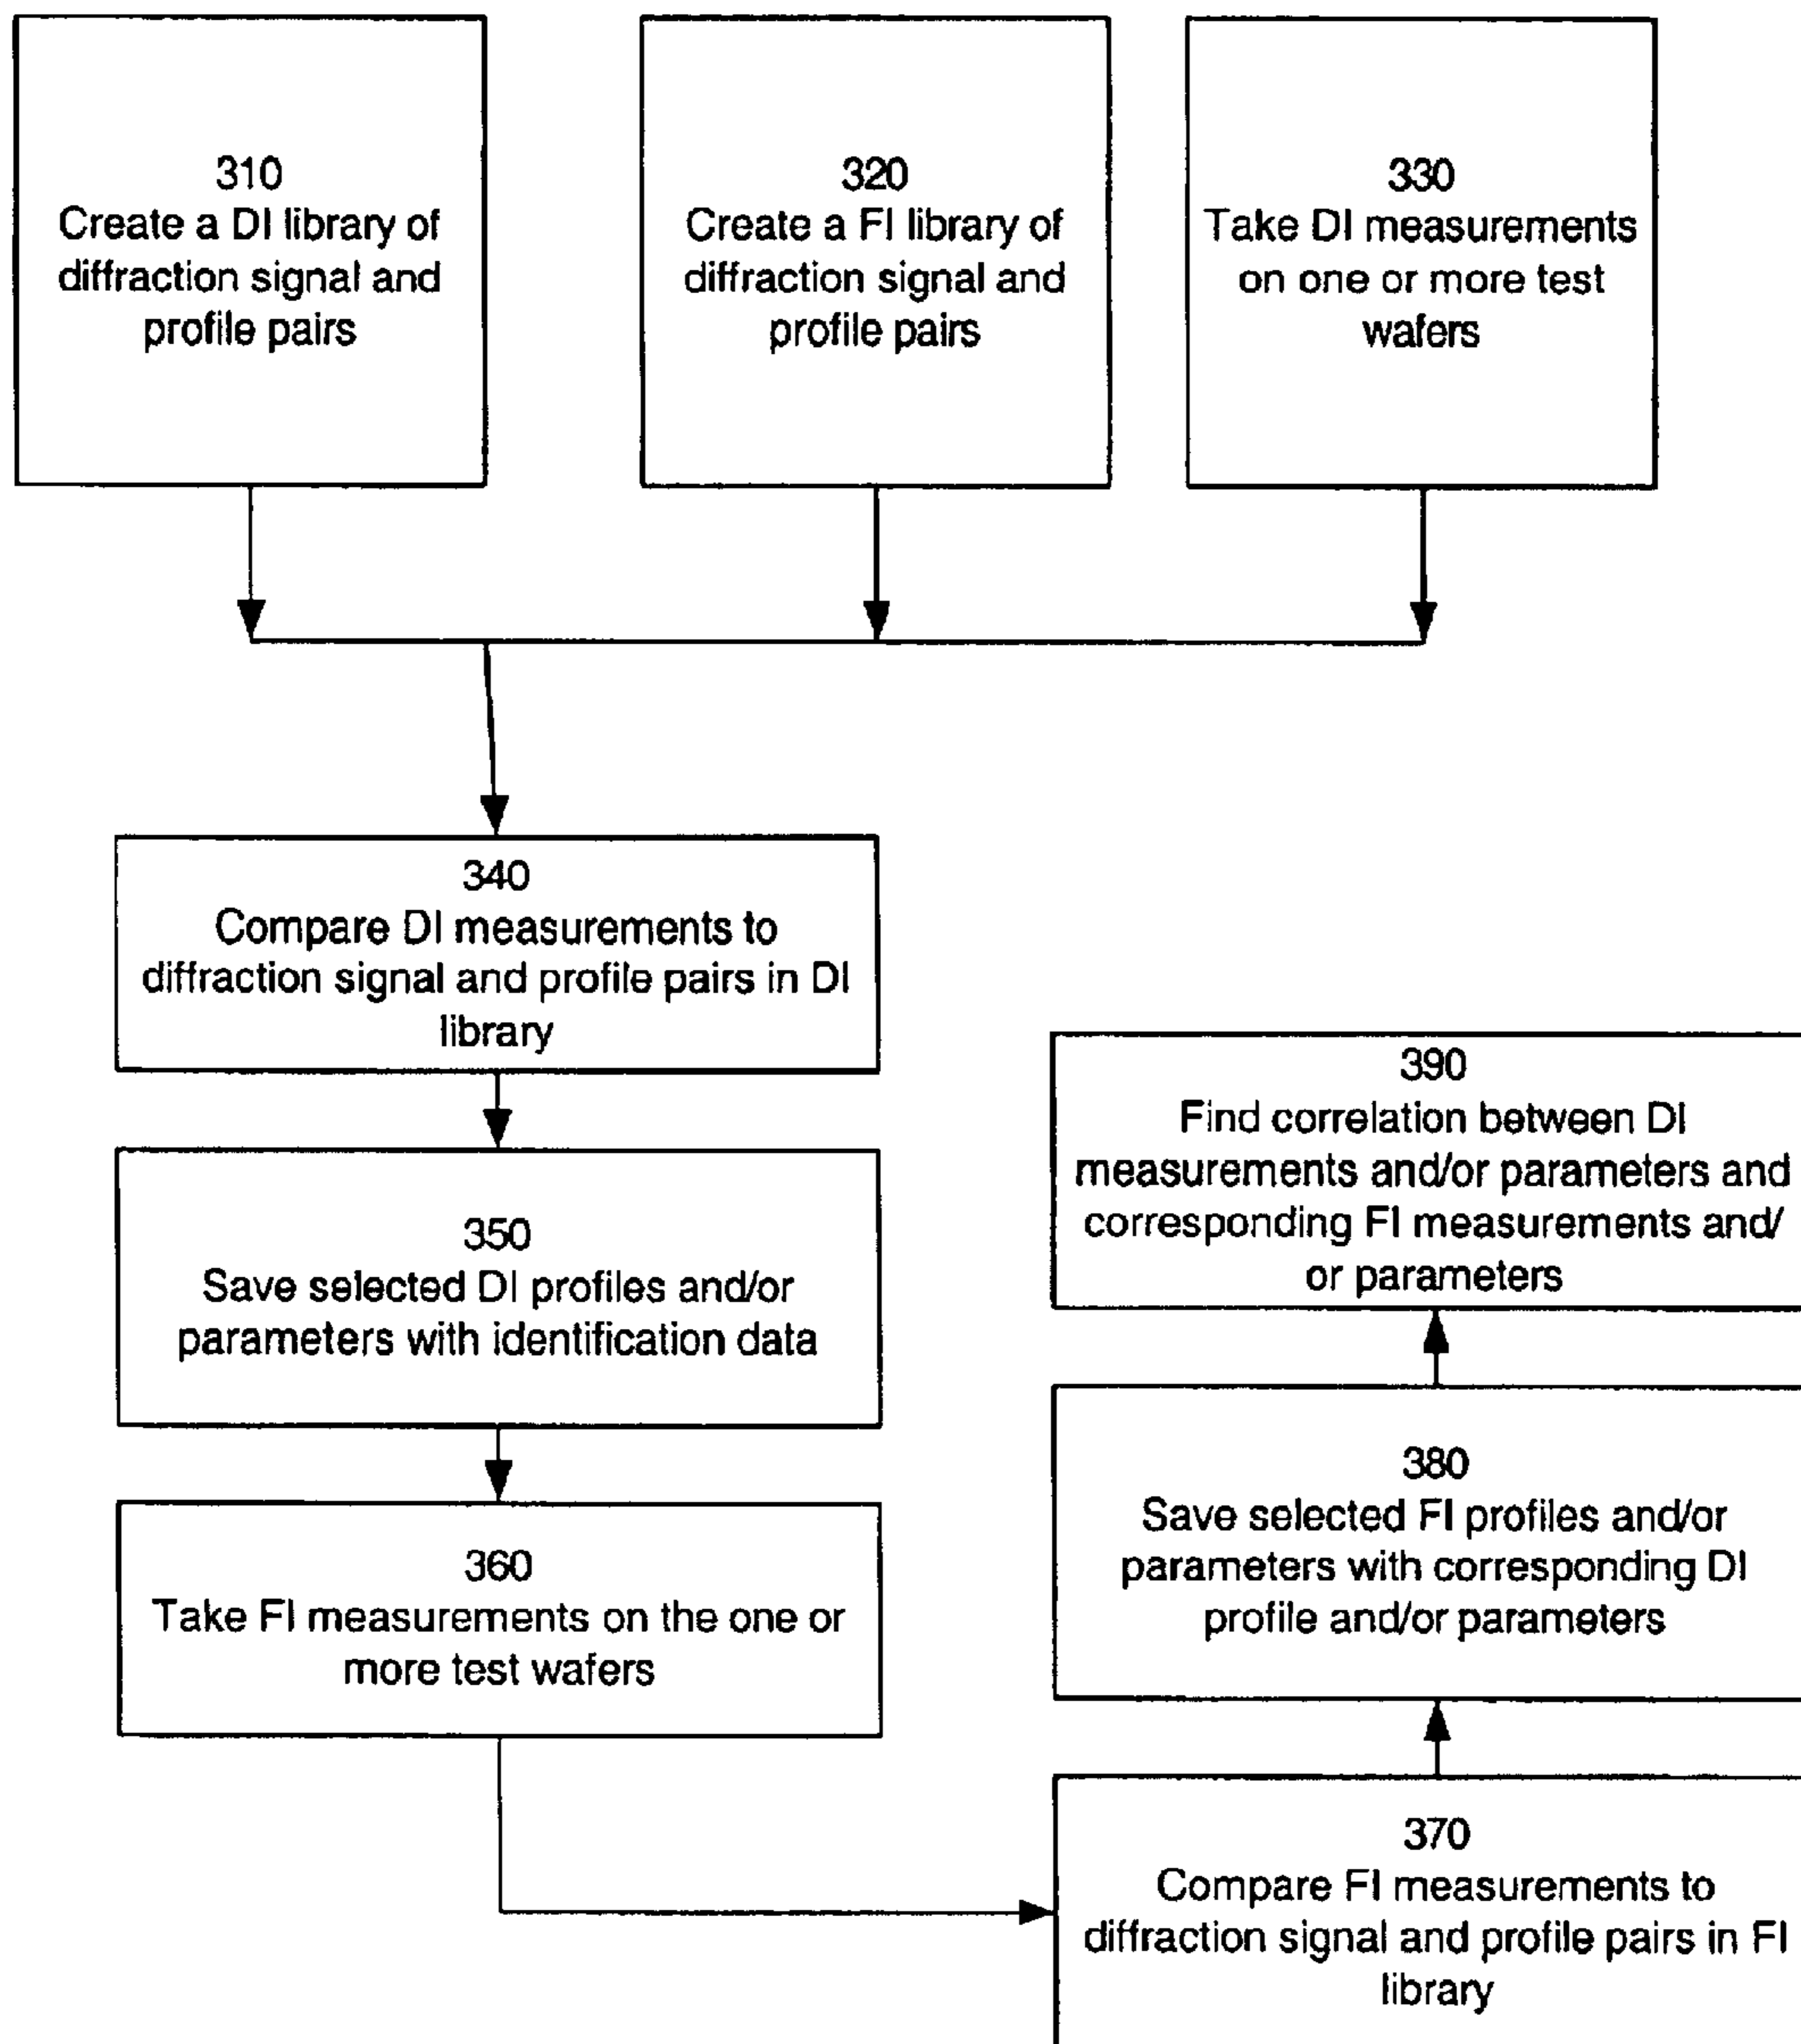 310
Create a DI library of
diffraction signal and
profile pairs
320
Create a FI library of
diffraction signal and
profile pairs
330
Take DI measurements
on one or more test
wafers
340
Compare DI measurements to
diffraction signal and profile pairs in DI
library
350
Save selected DI profiles and/or
parameters with identification data
360
Take FI measurements on the one or
more test wafers
370
Compare FI measurements to
diffraction signal and profile pairs in FI
library
380
Save selected FI profiles and/or
parameters with corresponding DI
profile and/or parameters
390
Find correlation between DI
measurements and/or parameters and
corresponding FI measurements and/
or parameters